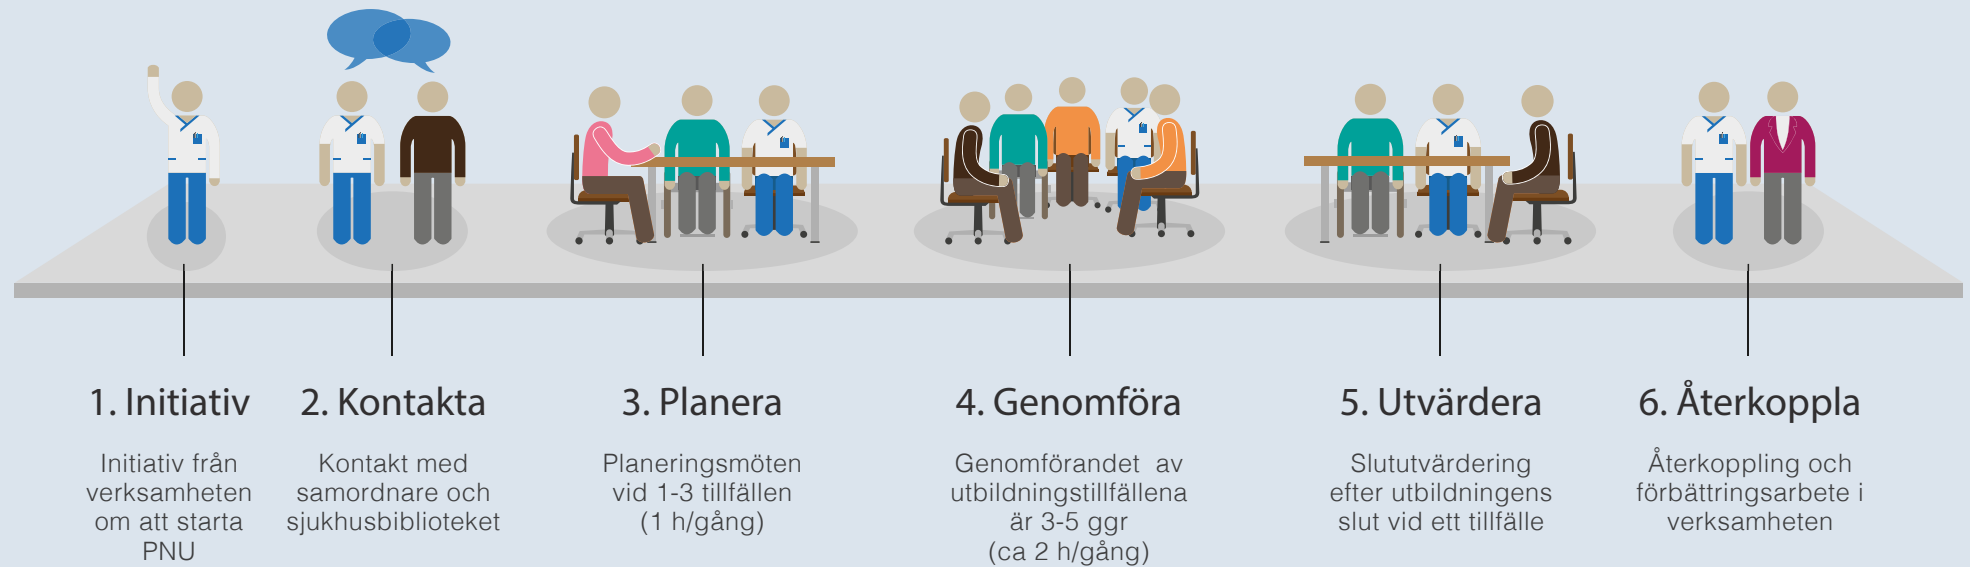 1. Initiativ
Initiativ från
verksamheten
om att starta
PNU
2. Kontakta
Kontakt med
samordnare och
sjukhusbiblioteket
3. Planera
Planeringsmöten
vid 1-3 tillfällen
(1 h/gång)
4. Genomföra
Genomförandet av
utbildningstillfällena
är 3-5 ggr
(ca 2 h/gång)
5. Utvärdera
Slututvärdering
efter utbildningens
slut vid ett tillfälle
6. Återkoppla
Återkoppling och
förbättringsarbete i
verksamheten